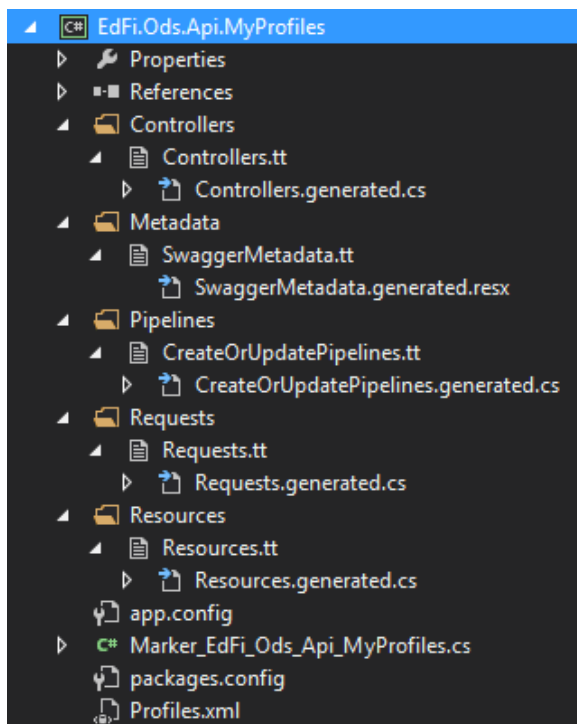 C# EdFi.Ods.Api.MyProfiles
Properties
References
Controllers
Controllers.tt
Controllers.generated.cs
Metadata
SwaggerMetadata.tt
SwaggerMetadata.generated.resx
Pipelines
CreateOrUpdatePipelines.tt
CreateOrUpdatePipelines.generated.cs
Requests
Requests.tt
Requests.generated.cs
Resources
Resources.tt
Resources.generated.cs
app.config
C# Marker_EdFi_Ods_Api_MyProfiles.cs
packages.config
Profiles.xml